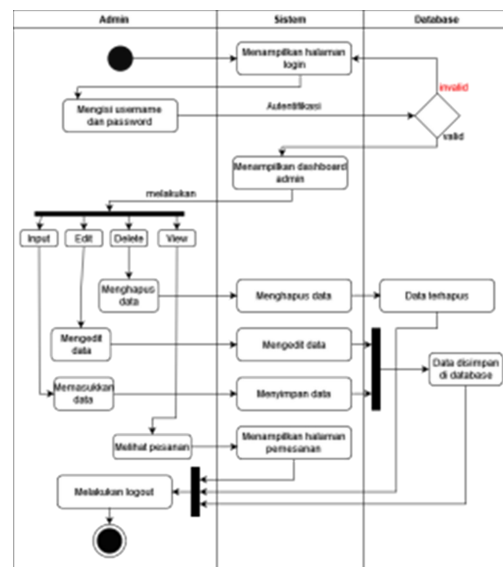 Admin
Sistem
Database
Menampilkan halaman
login
invalid
Mengisi username
dan password
Autentifikasi
valid
Menampilkan dashboard
admin
melakukan
Input
Edit
Delete
View
Menghapus
data
Menghapus data
Data terhapus
Mengedit
data
Mengedit data
Data disimpan
di database
Memasukkan
data
Menyimpan data
Melihat pesanan
Menampilkan halaman
pemesanan
Melakukan logout